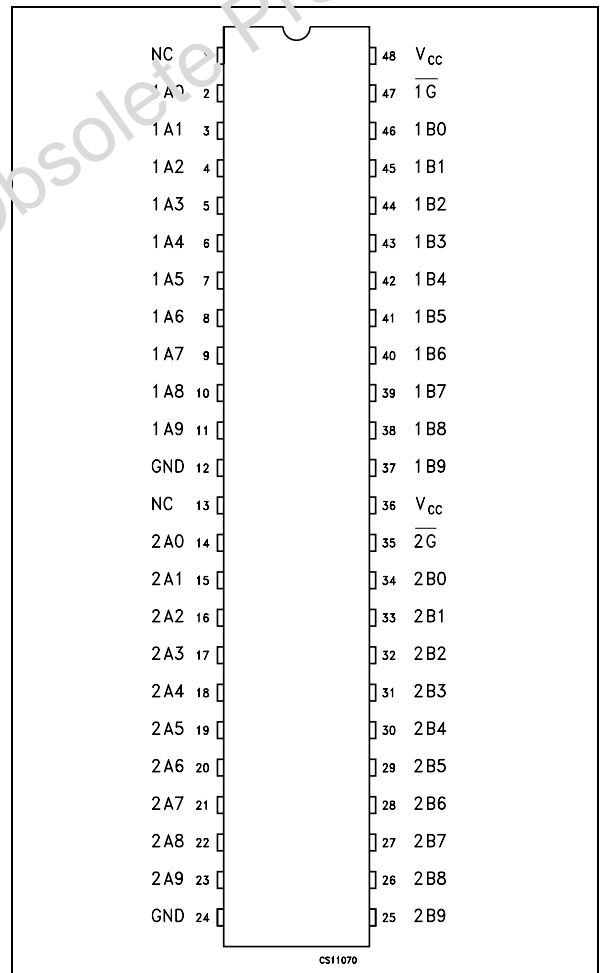 bsolete Pr
NC 48 V_CC
1A0 2 47 1G̅
1A1 3 46 1B0
1A2 4 45 1B1
1A3 5 44 1B2
1A4 6 43 1B3
1A5 7 42 1B4
1A6 8 41 1B5
1A7 9 40 1B6
1A8 10 39 1B7
1A9 11 38 1B8
GND 12 37 1B9
NC 13 36 V_CC
2A0 14 35 2G̅
2A1 15 34 2B0
2A2 16 33 2B1
2A3 17 32 2B2
2A4 18 31 2B3
2A5 19 30 2B4
2A6 20 29 2B5
2A7 21 28 2B6
2A8 22 27 2B7
2A9 23 26 2B8
GND 24 25 2B9
CS11070